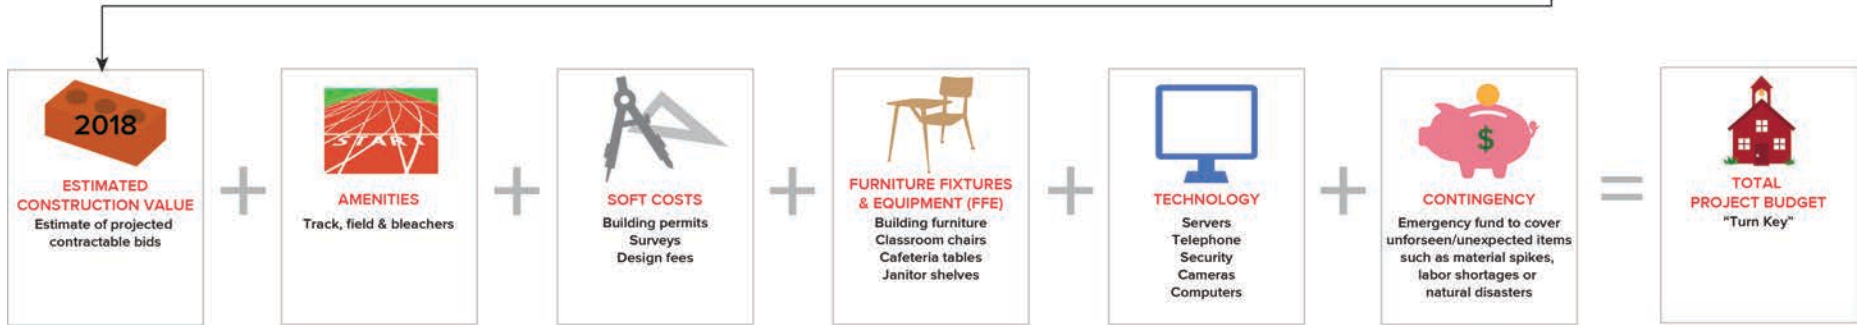 2018
ESTIMATED
CONSTRUCTION VALUE
Estimate of projected
contractable bids
+
START
AMENITIES
Track, field & bleachers
+
SOFT COSTS
Building permits
Surveys
Design fees
+
FURNITURE FIXTURES
& EQUIPMENT (FFE)
Building furniture
Classroom chairs
Cafeteria tables
Janitor shelves
+
TECHNOLOGY
Servers
Telephone
Security
Cameras
Computers
+
$
CONTINGENCY
Emergency fund to cover
unforseen/unexpected items
such as material spikes,
labor shortages or
natural disasters
=
TOTAL
PROJECT BUDGET
“Turn Key”